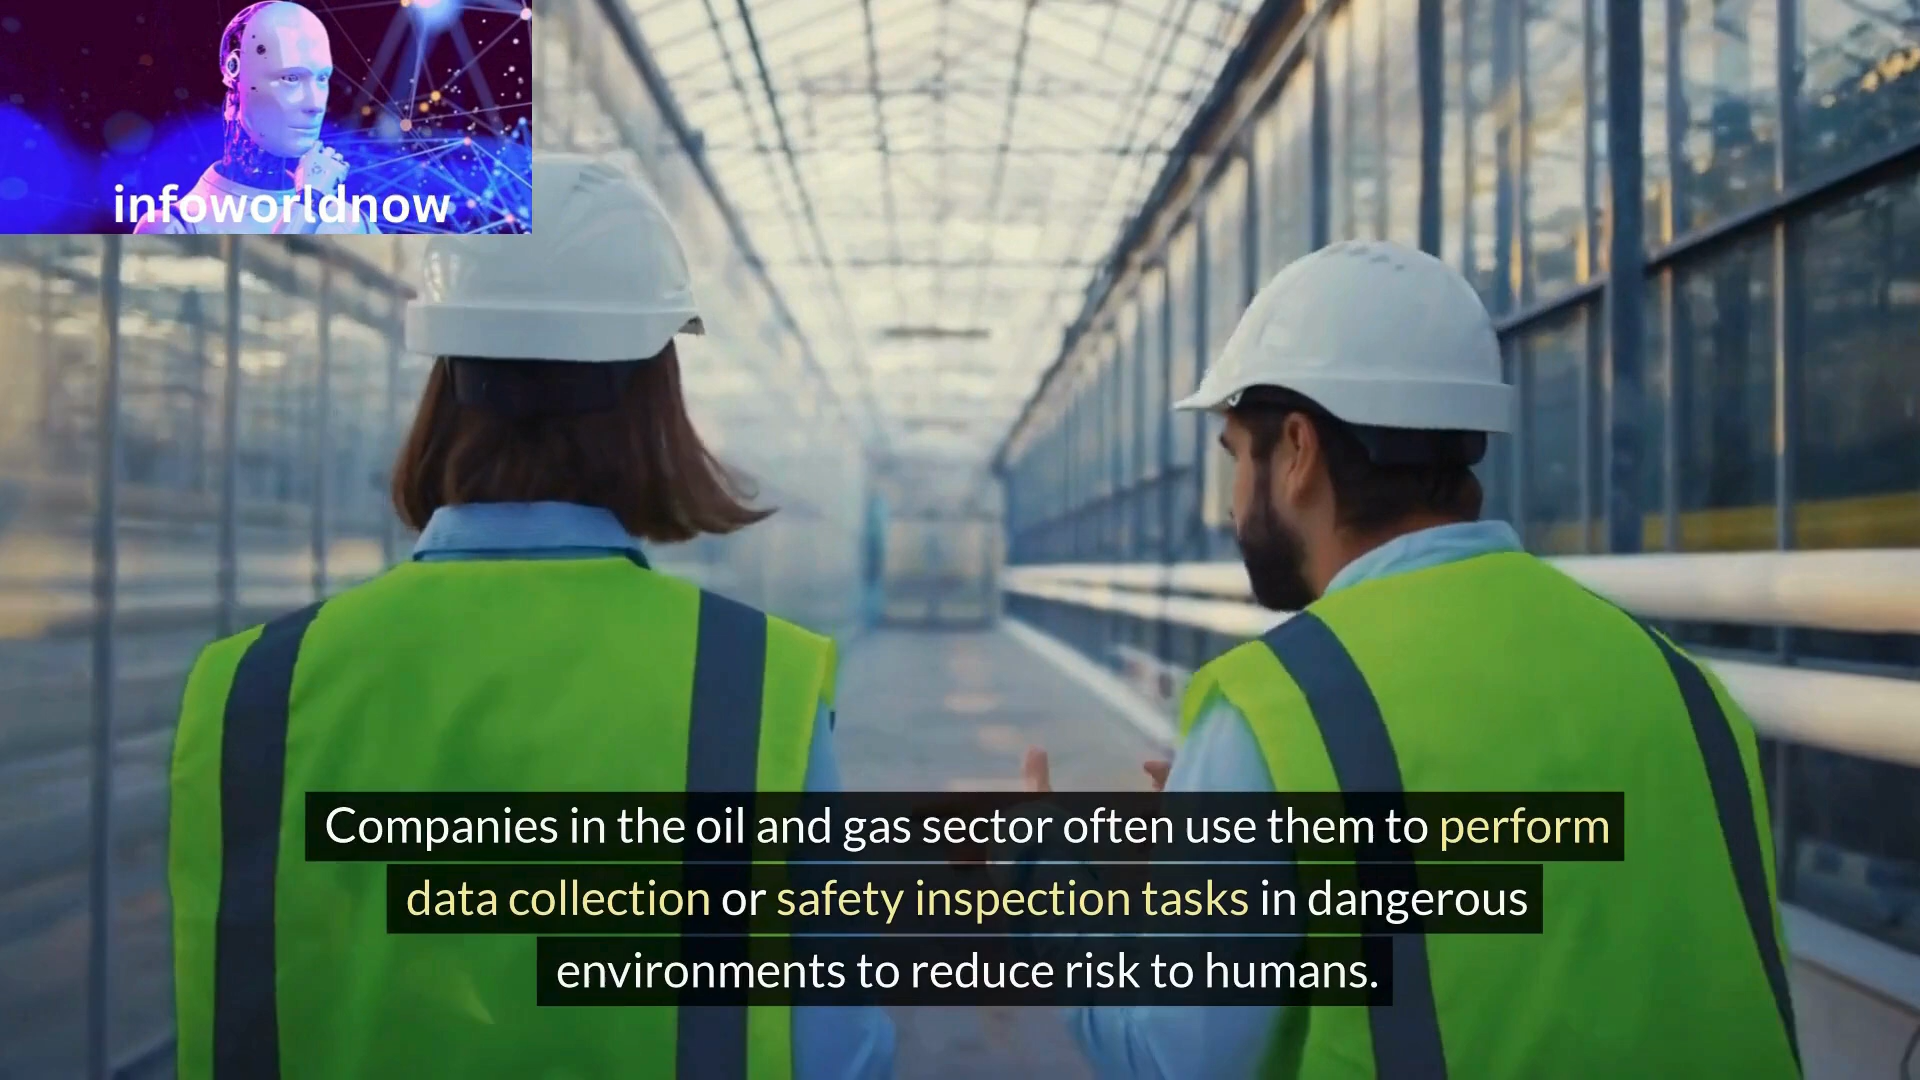 infoworldnow
Companies in the oil and gas sector often use them to perform
data collection or safety inspection tasks in dangerous
environments to reduce risk to humans.